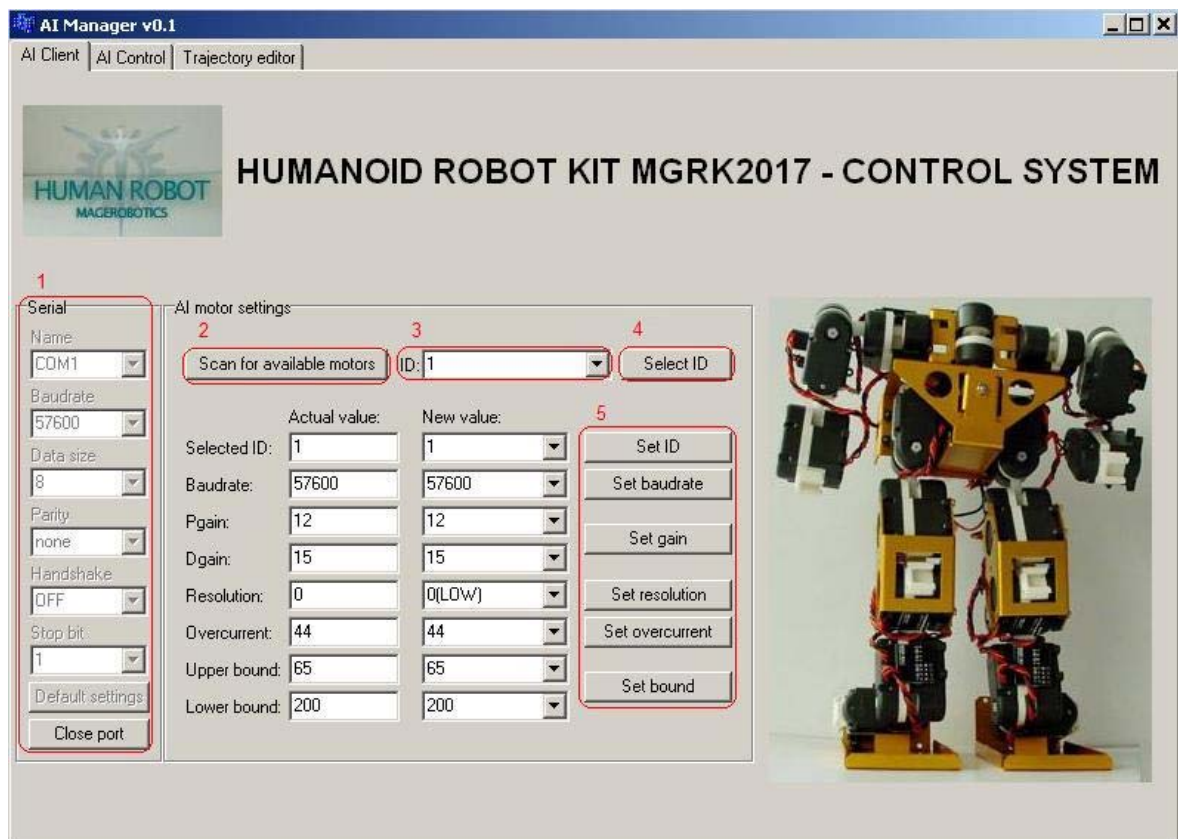 AI Manager v0.1
AI Client AI Control Trajectory editor
HUMAN ROBOT
MAGEROBOTICS
HUMANOID ROBOT KIT MGRK2017 - CONTROL SYSTEM
1
Serial
Name
COM1
Baudrate
57600
Data size
8
Parity
none
Handshake
OFF
Stop bit
1
Default settings
Close port
AI motor settings
2 3 4
Scan for available motors ID: 1 Select ID
Actual value: New value: 5
Selected ID: 1 1 Set ID
Baudrate: 57600 57600 Set baudrate
Pgain: 12 12
Set gain
Dgain: 15 15
Resolution: 0 0(LOW) Set resolution
Overcurrent: 44 44 Set overcurrent
Upper bound: 65 65
Set bound
Lower bound: 200 200